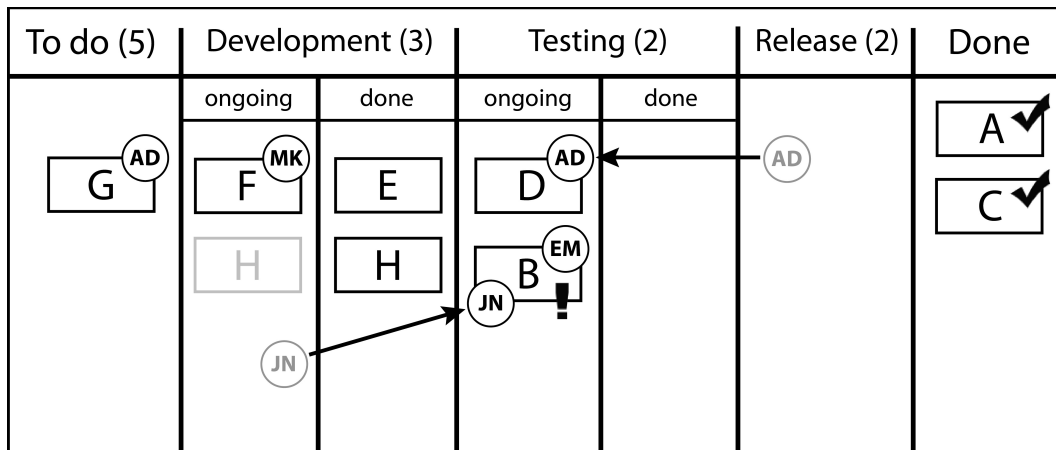 To do (5) Development (3) Testing (2) Release (2) Done
ongoing done ongoing done
A
AD MK AD AD
G F E D C
EM
H H B
JN !
JN